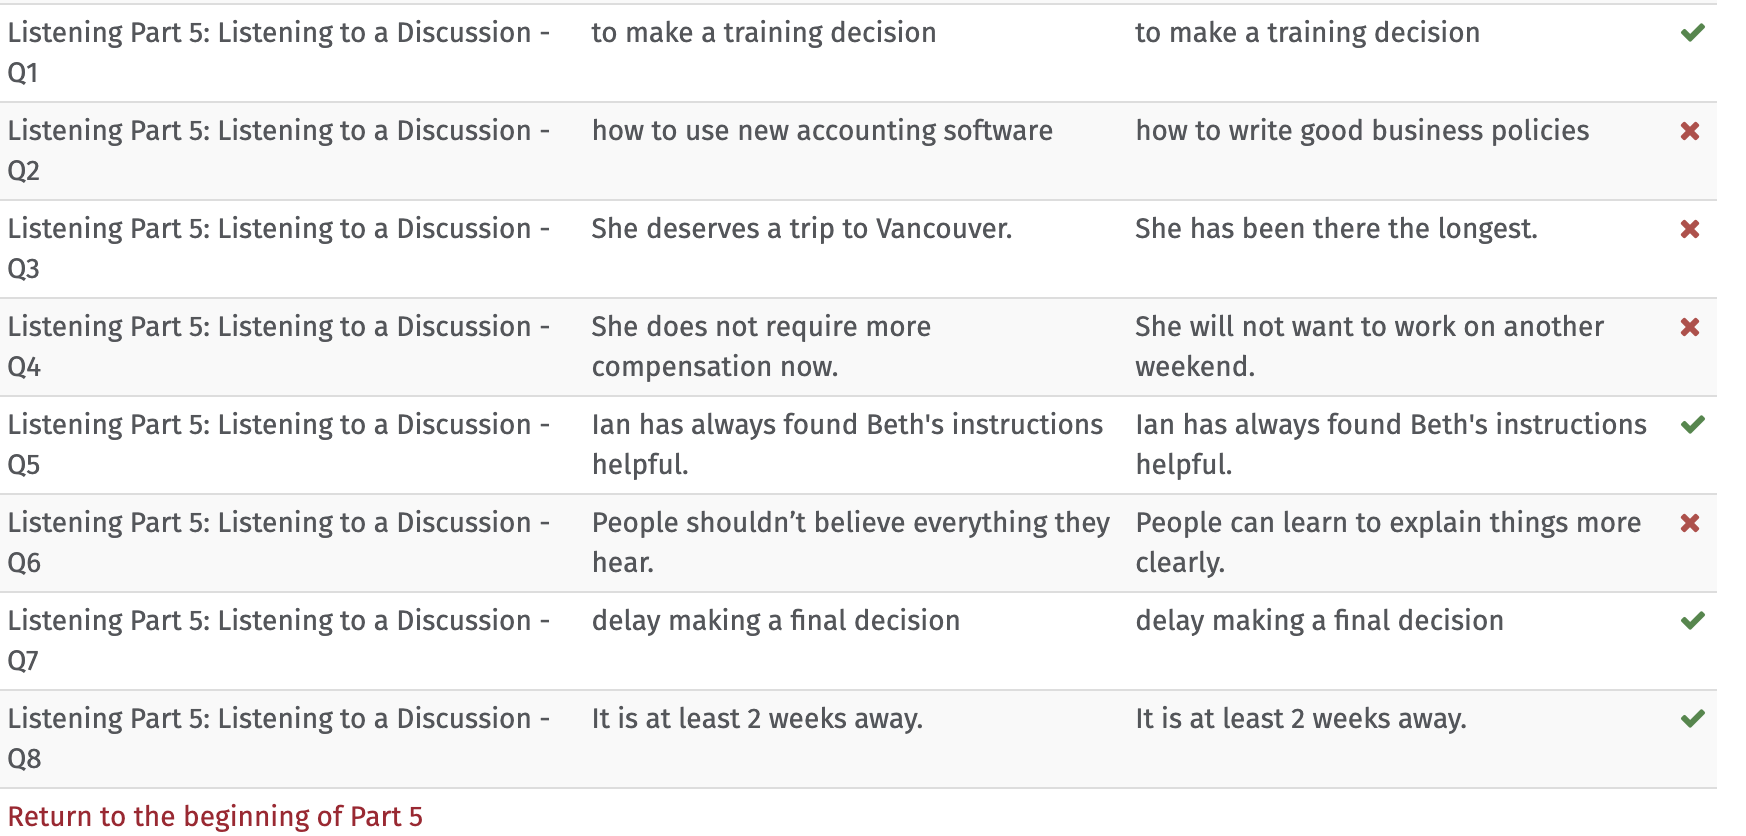 Listening Part 5: Listening to a Discussion - to make a training decision to make a training decision
Q1
Listening Part 5: Listening to a Discussion - how to use new accounting software how to write good business policies
Q2
Listening Part 5: Listening to a Discussion - She deserves a trip to Vancouver. She has been there the longest.
Q3
Listening Part 5: Listening to a Discussion - She does not require more She will not want to work on another
Q4 compensation now. weekend.
Listening Part 5: Listening to a Discussion - Ian has always found Beth's instructions Ian has always found Beth's instructions
Q5 helpful. helpful.
Listening Part 5: Listening to a Discussion - People shouldn’t believe everything they People can learn to explain things more
Q6 hear. clearly.
Listening Part 5: Listening to a Discussion - delay making a final decision delay making a final decision
Q7
Listening Part 5: Listening to a Discussion - It is at least 2 weeks away. It is at least 2 weeks away.
Q8
Return to the beginning of Part 5